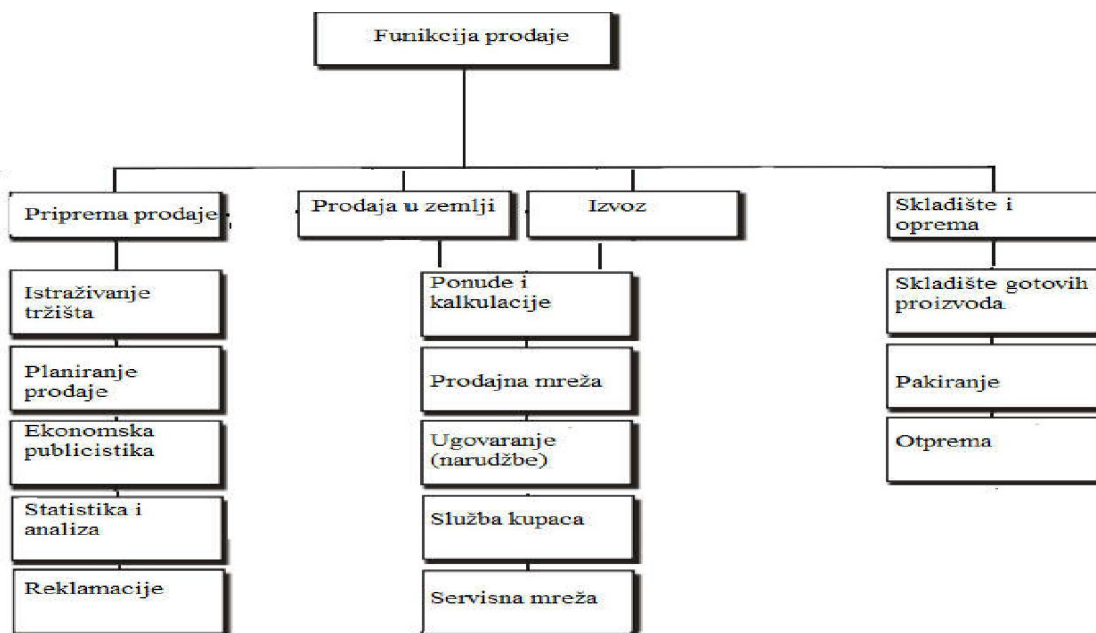 Funikcija prodaje
Priprema prodaje
Prodaja u zemlji
Izvoz
Skladište i
oprema
Istraživanje
tržišta
Planiranje
prodaje
Ekonomska
publicistika
Statistika i
analiza
Reklamacije
Ponude i
kalkulacije
Prodajna mreža
Ugovaranje
(narudžbe)
Služba kupaca
Servisna mreža
Skladište gotovih
proizvoda
Pakiranje
Otprema